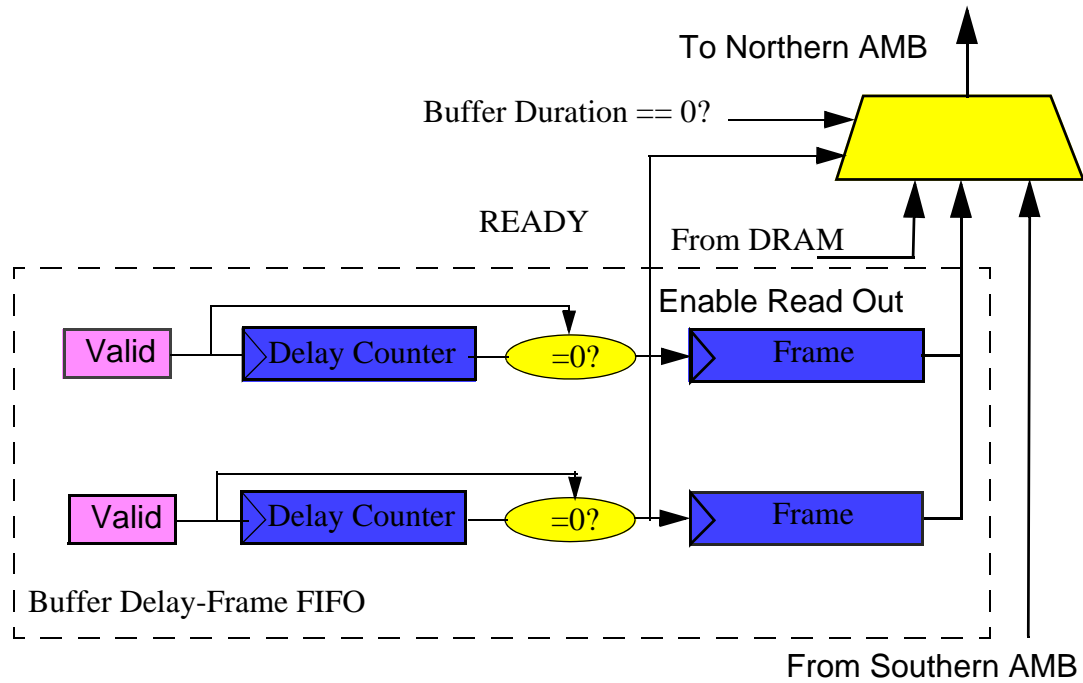 To Northern AMB
Buffer Duration == 0?
READY
From DRAM
Enable Read Out
Valid
Delay Counter
=0?
Frame
Valid
Delay Counter
=0?
Frame
Buffer Delay-Frame FIFO
From Southern AMB